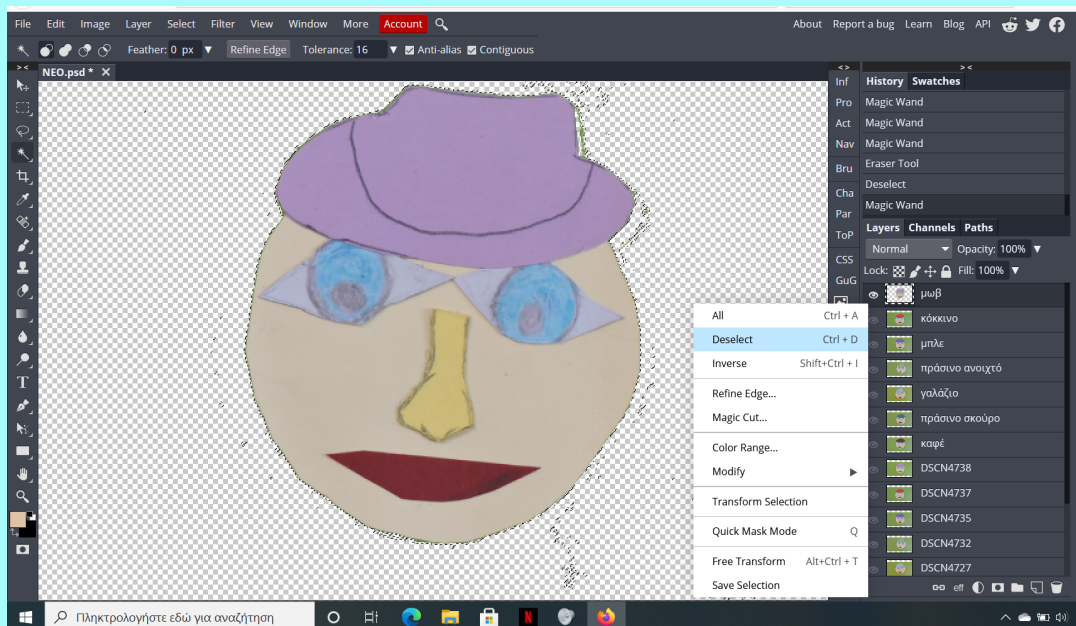 File Edit Image Layer Select Filter View Window More Account About Report a bug Learn Blog API
Feather: 0 px Refine Edge Tolerance: 16 Anti-alias Contiguous
NEO.psd *
Inf
Pro
Act
Nav
Bru
Cha
Par
ToP
CSS
GuG
History Swatches
Magic Wand
Magic Wand
Magic Wand
Eraser Tool
Deselect
Magic Wand
Layers Channels Paths
Normal Opacity: 100%
Lock: Fill: 100%
μωβ
κόκκινο
μπλε
πράσινο ανοιχτό
γαλάζιο
πράσινο σκούρο
καφέ
DSCN4738
DSCN4737
DSCN4735
DSCN4732
DSCN4727
eff
All Ctrl + A
Deselect Ctrl + D
Inverse Shift+Ctrl + I
Refine Edge...
Magic Cut...
Color Range...
Modify
Transform Selection
Quick Mask Mode Q
Free Transform Alt+Ctrl + T
Save Selection
Πληκτρολογήστε εδώ για αναζήτηση